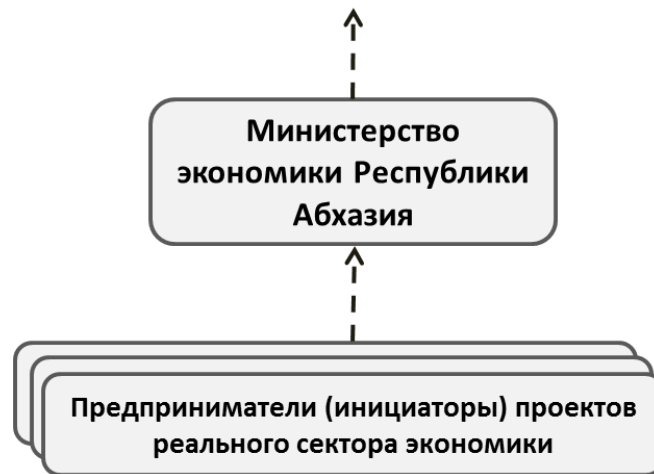 Министерство
экономики Республики
Абхазия
Предприниматели (инициаторы) проектов
реального сектора экономики